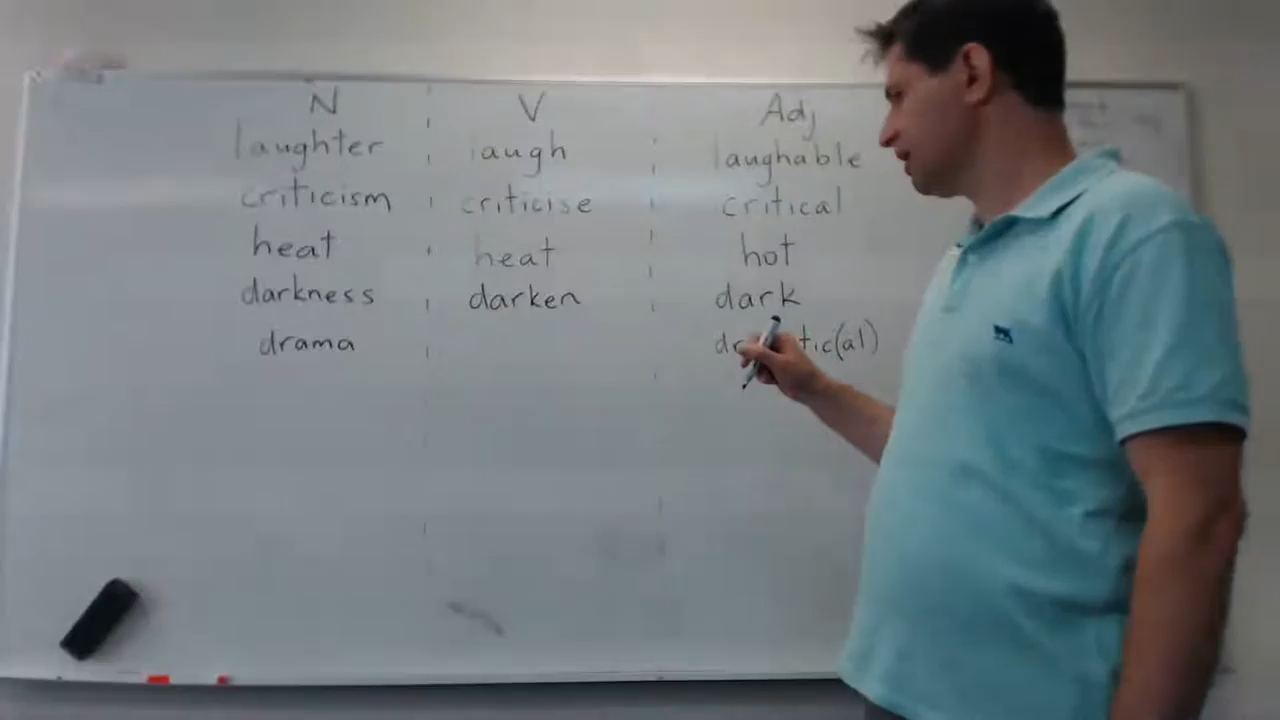 N V Adj
laughter laugh laughable
criticism criticise critical
heat heat hot
darkness darken dark
drama